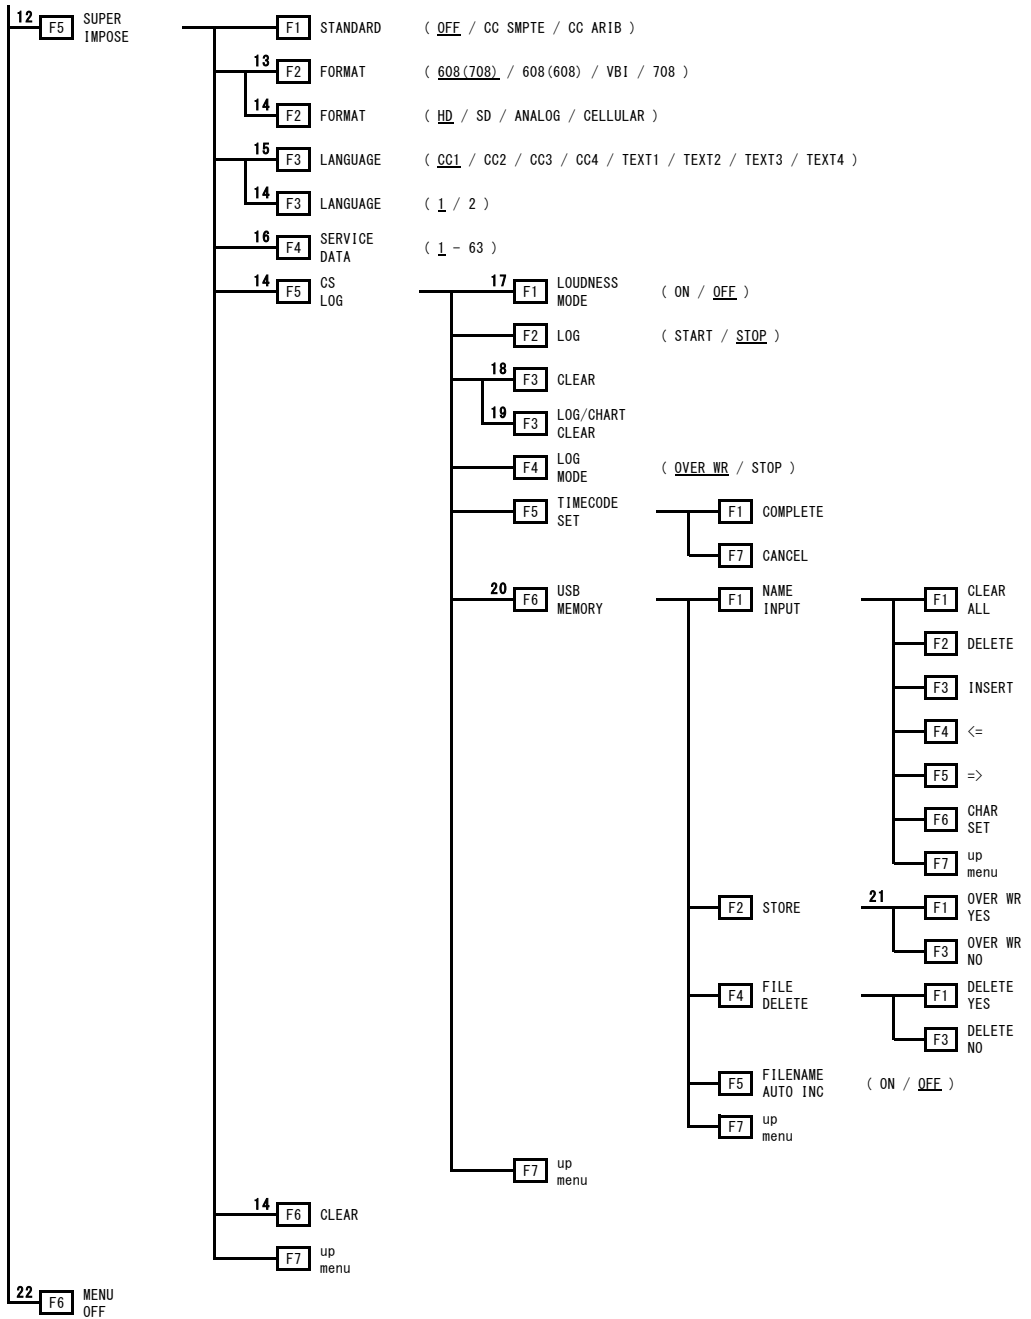 12 F5 SUPER IMPOSE F1 STANDARD ( OFF / CC SMPTE / CC ARIB )
13 F2 FORMAT ( 608(708) / 608(608) / VBI / 708 )
14 F2 FORMAT ( HD / SD / ANALOG / CELLULAR )
15 F3 LANGUAGE ( CC1 / CC2 / CC3 / CC4 / TEXT1 / TEXT2 / TEXT3 / TEXT4 )
14 F3 LANGUAGE ( 1 / 2 )
16 F4 SERVICE DATA ( 1 - 63 )
14 F5 CS LOG 17 F1 LOUDNESS MODE ( ON / OFF )
F2 LOG ( START / STOP )
18 F3 CLEAR
19 F3 LOG/CHART CLEAR
F4 LOG MODE ( OVER WR / STOP )
F5 TIMECODE SET F1 COMPLETE
F7 CANCEL
20 F6 USB MEMORY F1 NAME INPUT F1 CLEAR ALL
F2 DELETE
F3 INSERT
F4 <=
F5 =>
F6 CHAR SET
F7 up menu
F2 STORE 21 F1 OVER WR YES
F3 OVER WR NO
F4 FILE DELETE F1 DELETE YES
F3 DELETE NO
F5 FILENAME AUTO INC ( ON / OFF )
F7 up menu
F7 up menu
14 F6 CLEAR
F7 up menu
22 F6 MENU OFF